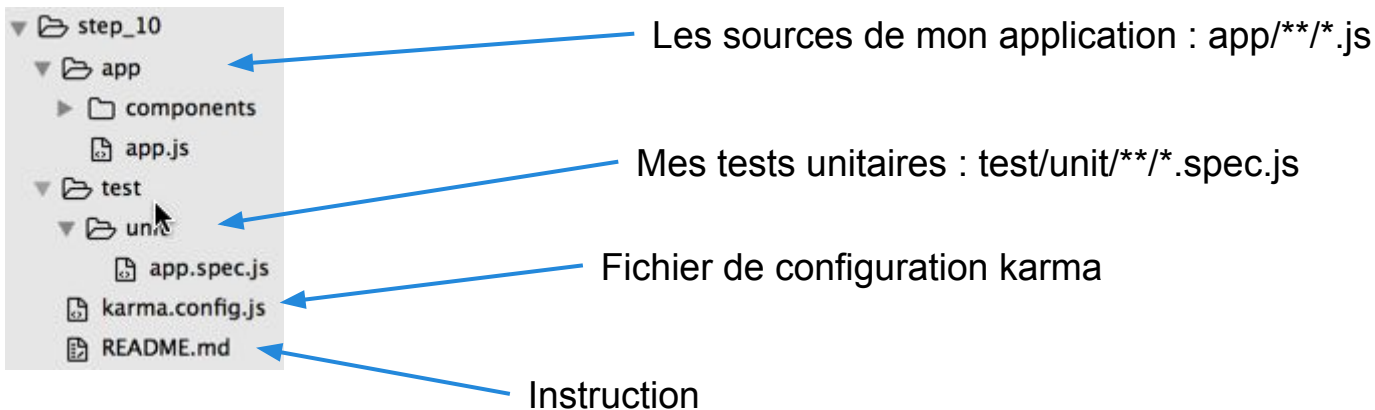 step_10
Les sources de mon application : app/**/*.js
app
components
app.js
Mes tests unitaires : test/unit/**/*.spec.js
test
unit
app.spec.js
Fichier de configuration karma
karma.config.js
README.md
Instruction